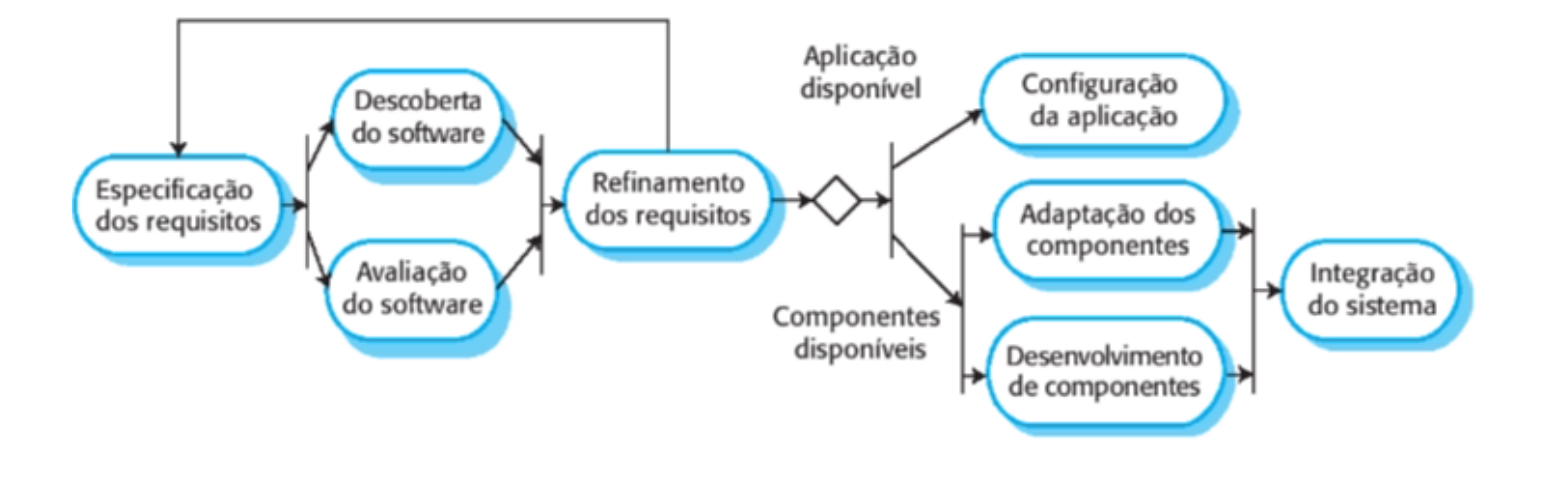 Especificação
dos requisitos
Descoberta
do software
Avaliação
do software
Refinamento
dos requisitos
Aplicação
disponível
Componentes
disponíveis
Configuração
da aplicação
Adaptação dos
componentes
Desenvolvimento
de componentes
Integração
do sistema